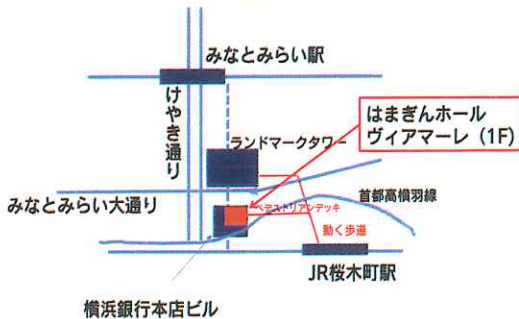 みなとみらい駅
けやき通り
はまぎんホール
ヴィアマーレ（1F）
ランドマークタワー
みなとみらい大通り
首都高横羽線
ペデストリアンデッキ
動く歩道
JR桜木町駅
横浜銀行本店ビル